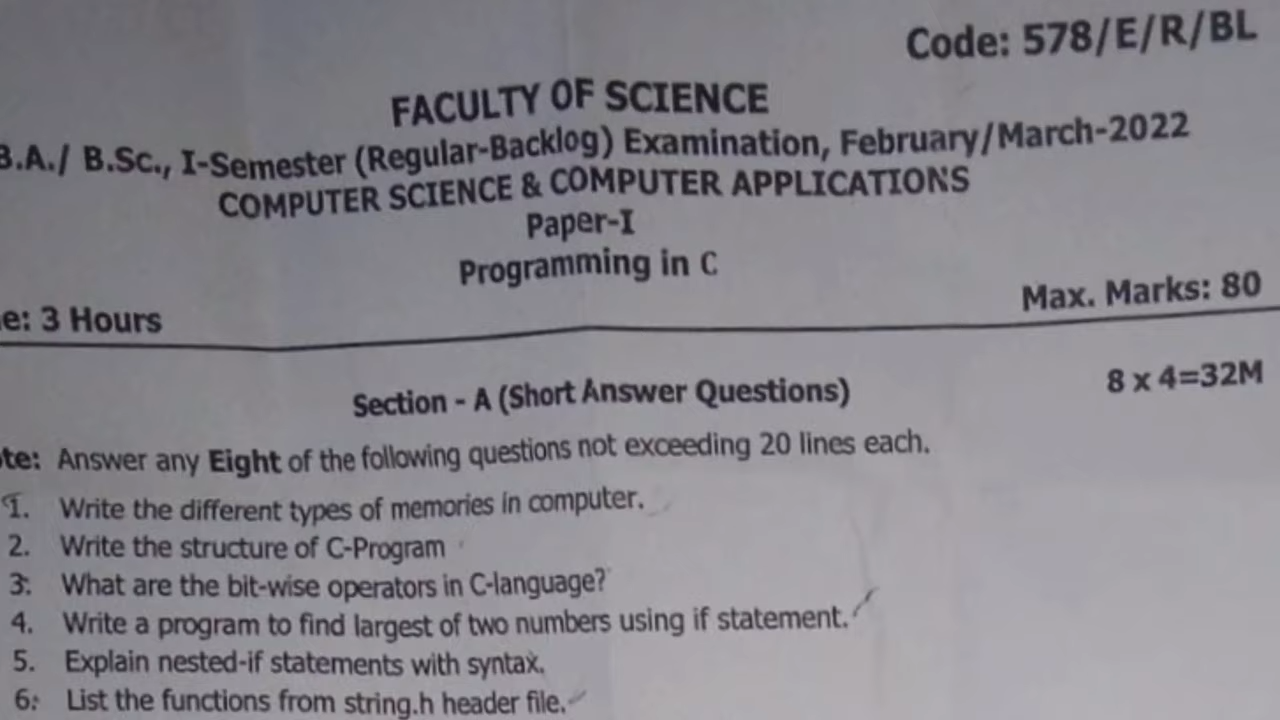 Code: 578/E/R/BL
FACULTY OF SCIENCE
B.A./ B.Sc., I-Semester (Regular-Backlog) Examination, February/March-2022
COMPUTER SCIENCE & COMPUTER APPLICATIONS
Paper-I
Programming in C
e: 3 Hours Max. Marks: 80
Section - A (Short Answer Questions) 8 x 4=32M
te: Answer any Eight of the following questions not exceeding 20 lines each.
1. Write the different types of memories in computer.
2. Write the structure of C-Program
3. What are the bit-wise operators in C-language?
4. Write a program to find largest of two numbers using if statement.
5. Explain nested-if statements with syntax.
6. List the functions from string.h header file.